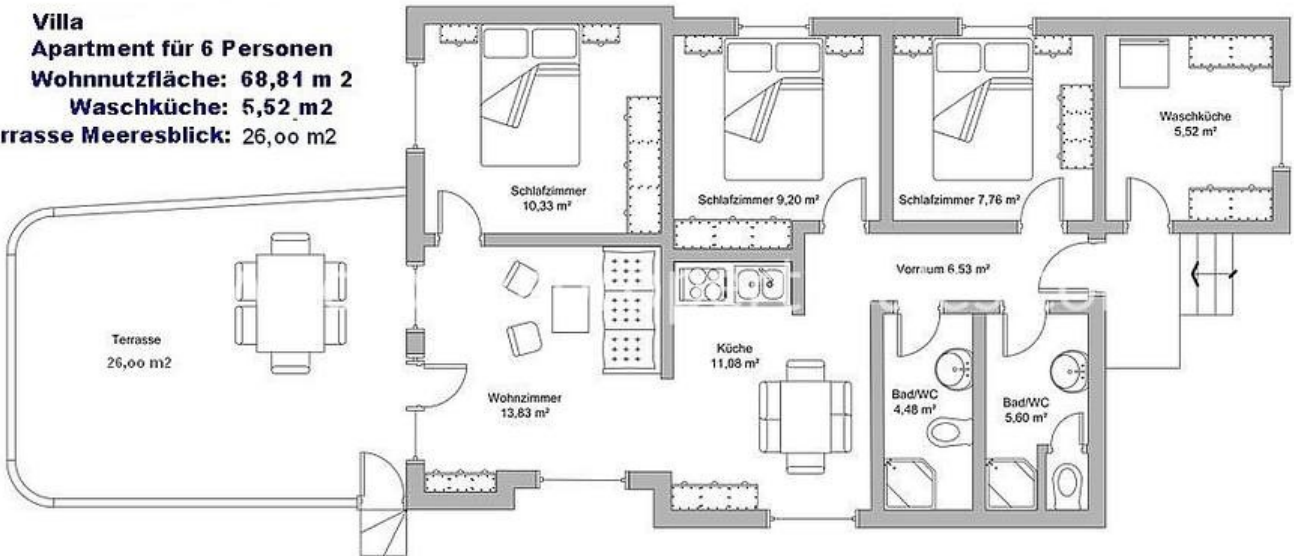 Villa
Apartment für 6 Personen
Wohnnutzfläche: 68,81 m 2
Waschküche: 5,52 m2
rrasse Meeresblick: 26,oo m2
Schlafzimmer
10,33 m²
Schlafzimmer 9,20 m²
Schlafzimmer 7,76 m²
Waschküche
5,52 m²
Vorraum 6,53 m²
Terrasse
26,oo m2
Wohnzimmer
13,83 m²
Küche
11,08 m²
Bad/WC
4,48 m²
Bad/WC
5,60 m²